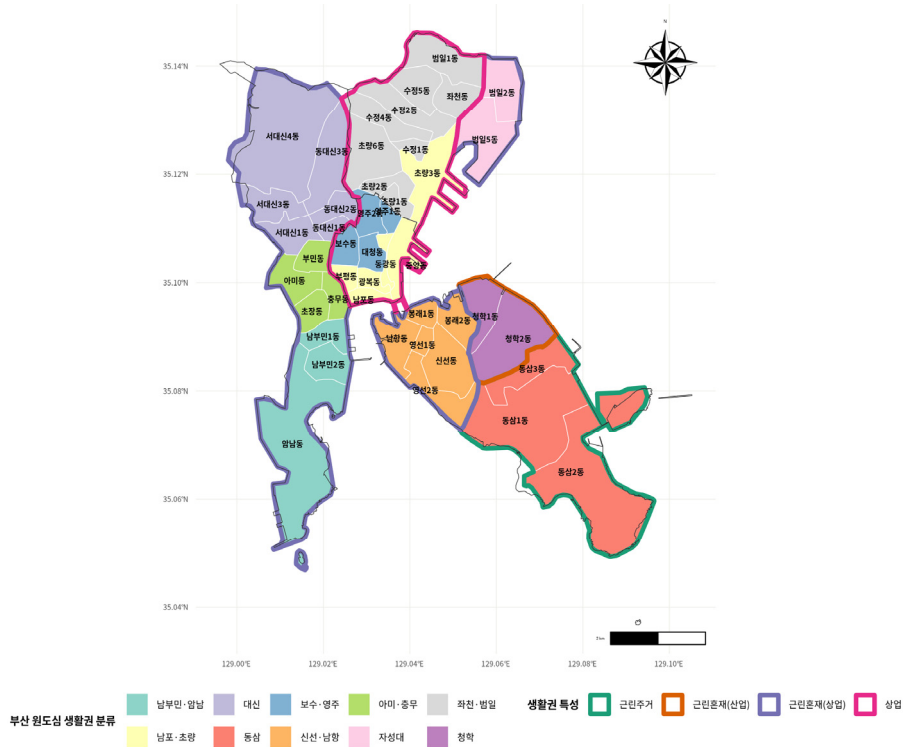 N
35.14°N
범일1동
수정5동
좌천동
범일2동
수정2동
수정4동
범일5동
서대신4동
동대신3동
초량6동
수정1동
35.12°N
초량3동
초량2동
초량1동
서대신3동
동대신2동
영주2동
영주1동
서대신1동
동대신1동
보수동
대청동
부민동
동광동
중앙동
35.10°N
아미동
부평동
광복동
충무동
남포동
초장동
봉래1동
봉래2동
청학1동
남부민1동
남항동
영선1동
청학2동
남부민2동
신선동
동삼3동
35.08°N
영선2동
동삼1동
암남동
동삼2동
35.06°N
35.04°N
129.00°E 129.02°E 129.04°E 129.06°E 129.08°E 129.10°E
부산 원도심 생활권 분류
남부민·암남 대신 보수·영주 아미·충무 좌천·범일
남포·초량 동삼 신선·남항 자성대 청학
생활권 특성 근린주거 근린혼재(산업) 근린혼재(상업) 상업